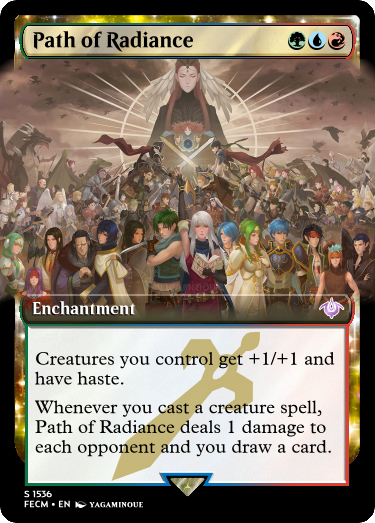 Path of Radiance
Enchantment
Creatures you control get +1/+1 and
have haste.
Whenever you cast a creature spell,
Path of Radiance deals 1 damage to
each opponent and you draw a card.
S 1536
FECM • EN YAGAMINOUE